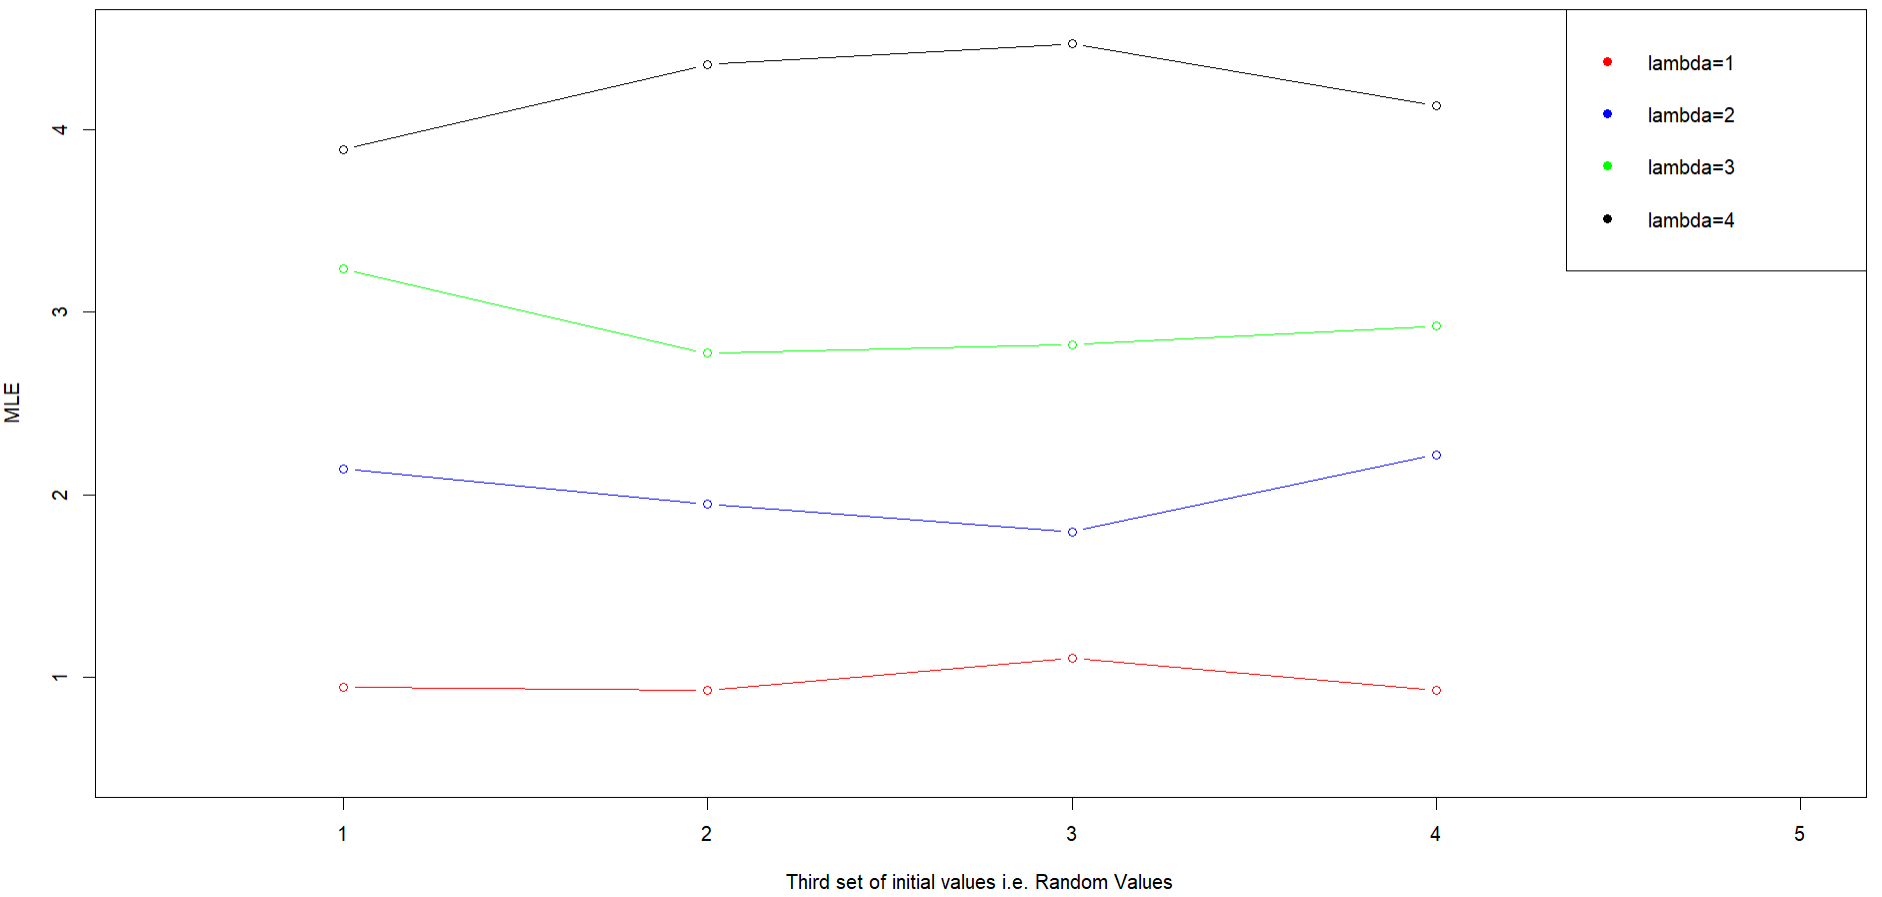 lambda=1
lambda=2
lambda=3
lambda=4
4
3
2
1
MLE
1 2 3 4 5
Third set of initial values i.e. Random Values